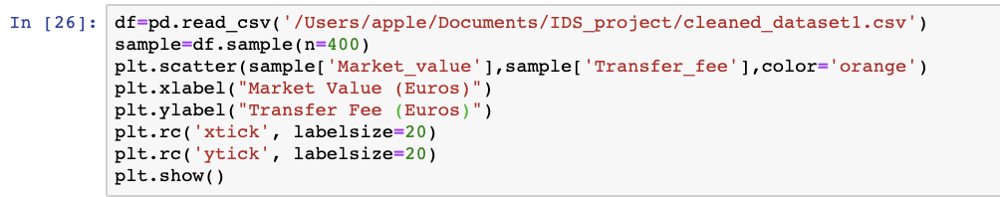 In [26]: df=pd.read_csv('/Users/apple/Documents/IDS_project/cleaned_dataset1.csv')
sample=df.sample(n=400)
plt.scatter(sample['Market_value'],sample['Transfer_fee'],color='orange')
plt.xlabel("Market Value (Euros)")
plt.ylabel("Transfer Fee (Euros)")
plt.rc('xtick', labelsize=20)
plt.rc('ytick', labelsize=20)
plt.show()